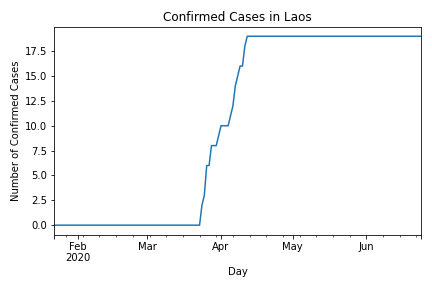 Confirmed Cases in Laos
Number of Confirmed Cases
17.5
15.0
12.5
10.0
7.5
5.0
2.5
0.0
Feb
2020
Mar
Apr
May
Jun
Day